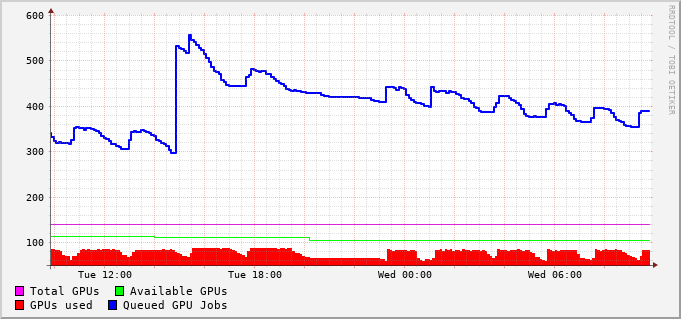 600
500
400
300
200
100
Tue 12:00 Tue 18:00 Wed 00:00 Wed 06:00
Total GPUs Available GPUs
GPUs used Queued GPU Jobs
RRDTOOL / TOBI OETIKER